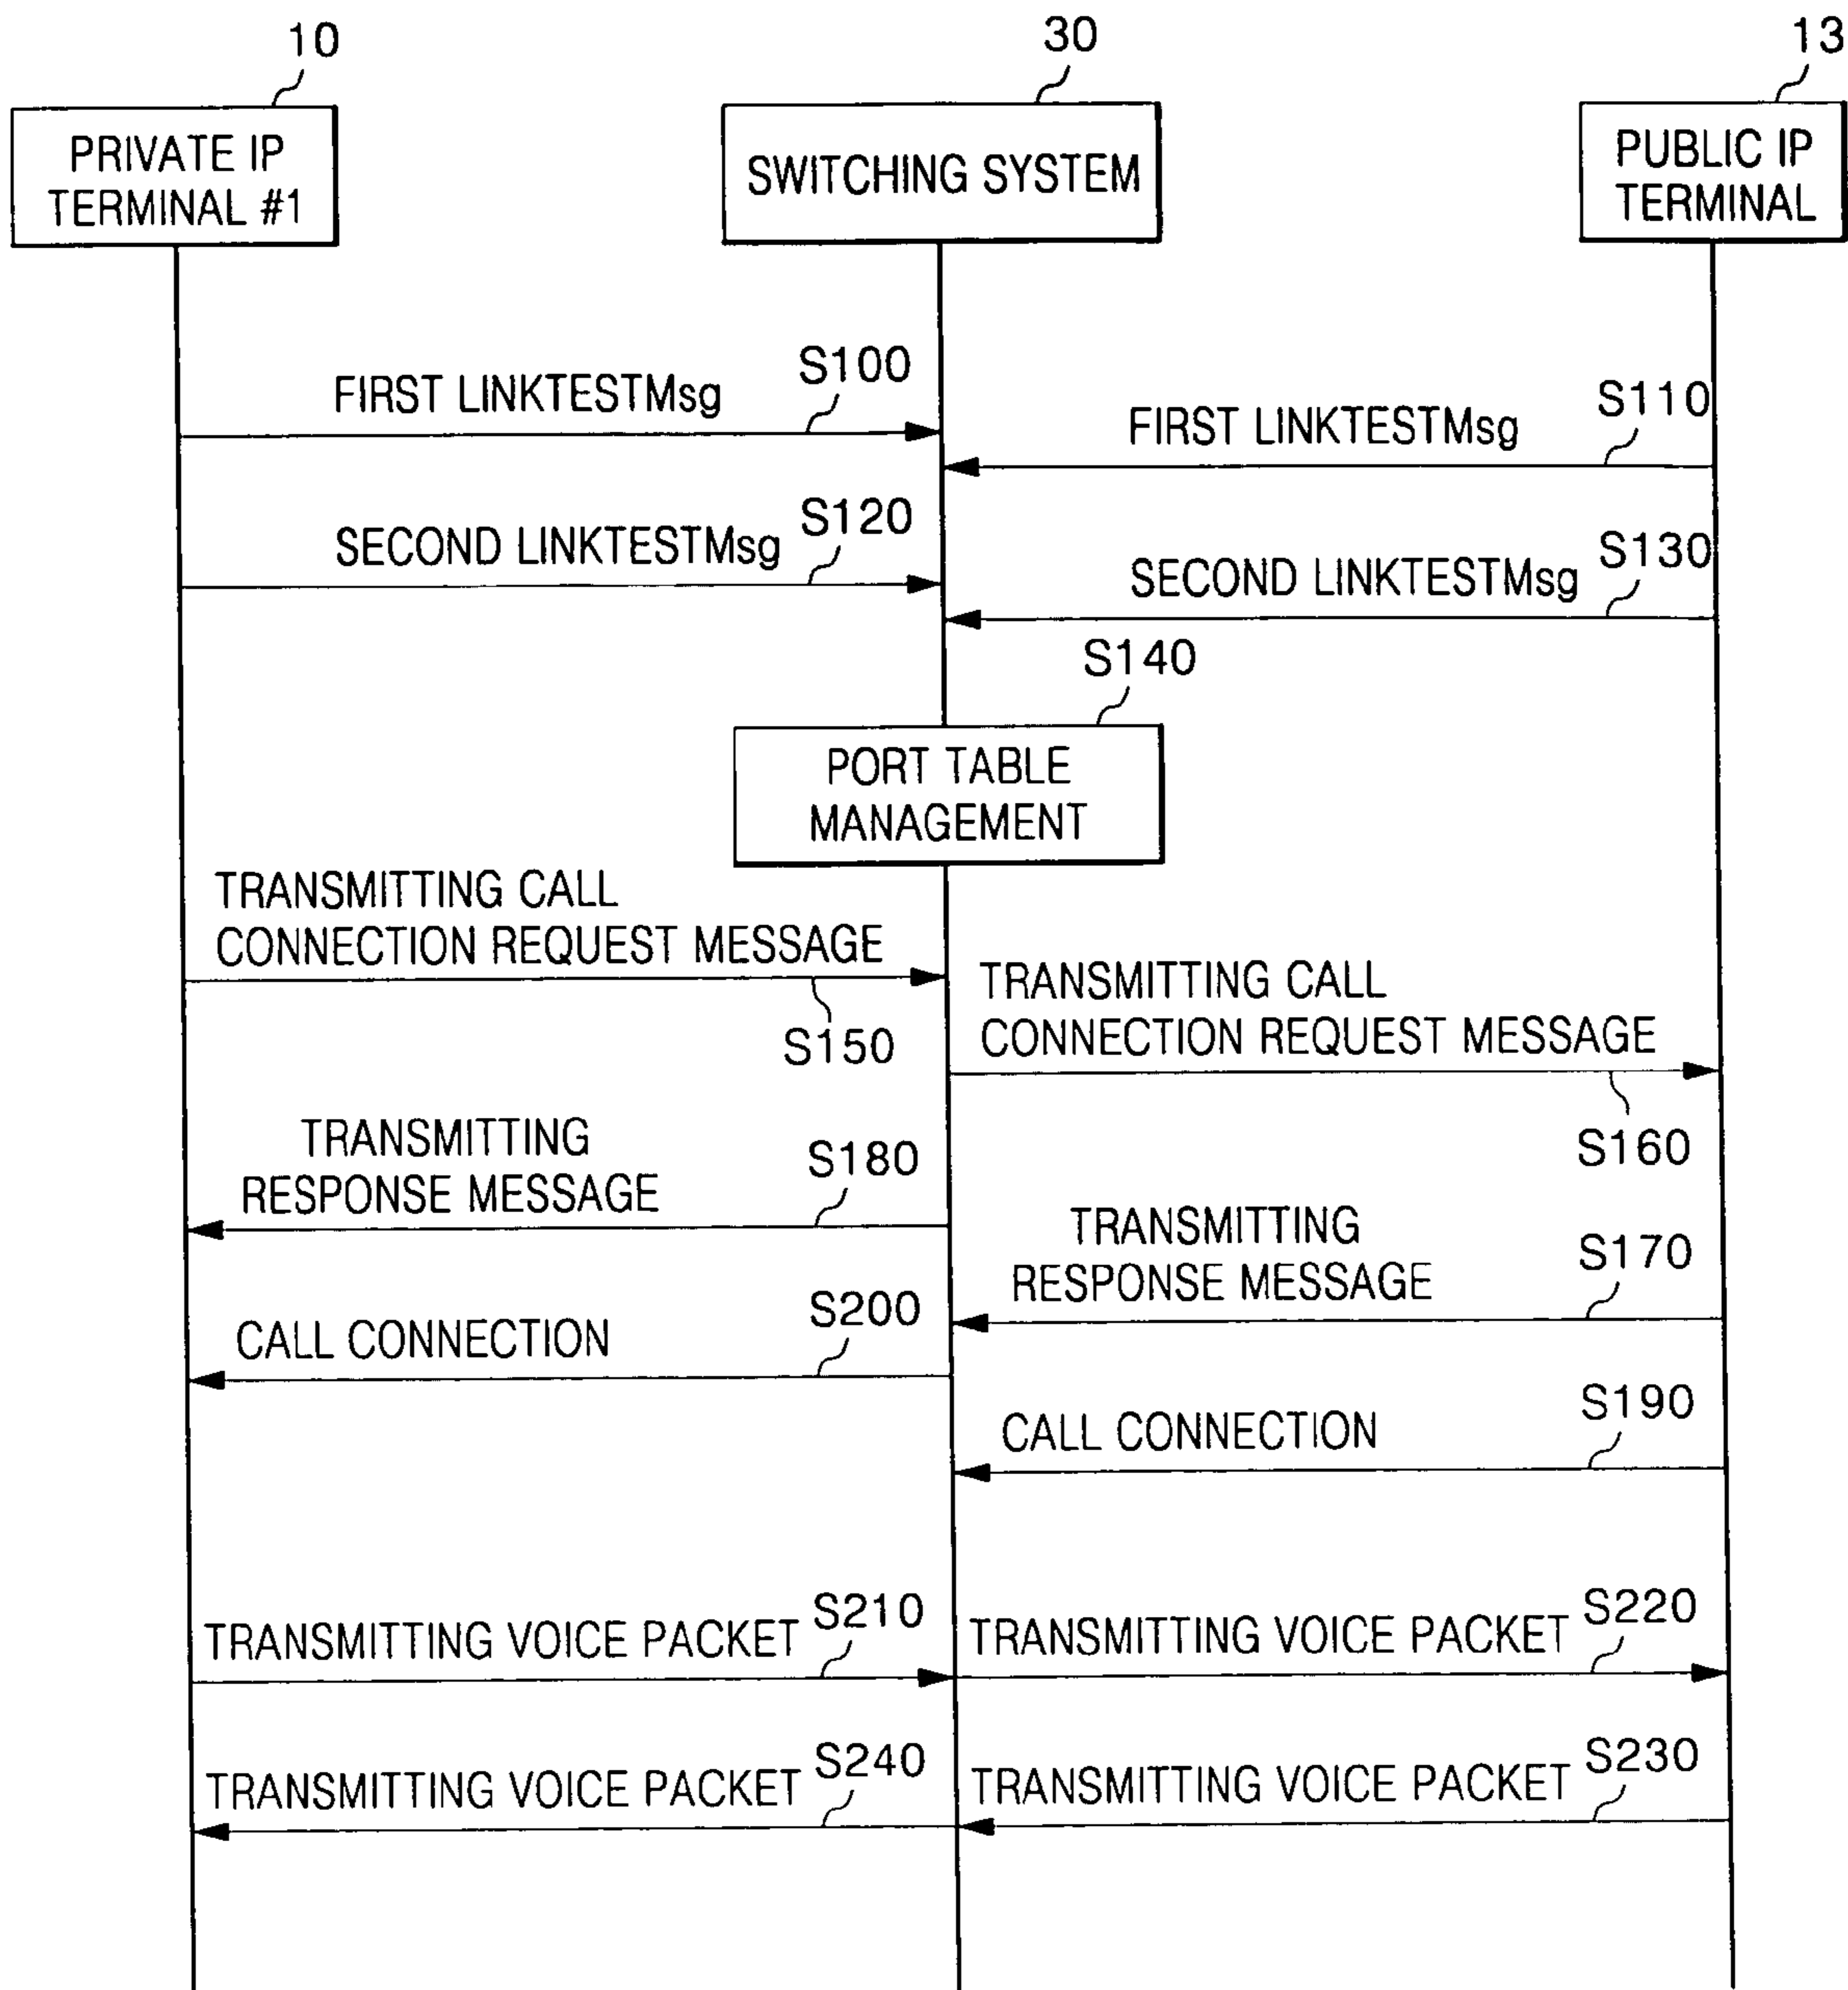 10
30
13
PRIVATE IP
TERMINAL #1
SWITCHING SYSTEM
PUBLIC IP
TERMINAL
FIRST LINKTESTMsg
S100
FIRST LINKTESTMsg
S110
SECOND LINKTESTMsg
S120
SECOND LINKTESTMsg
S130
S140
PORT TABLE
MANAGEMENT
TRANSMITTING CALL
CONNECTION REQUEST MESSAGE
S150
TRANSMITTING CALL
CONNECTION REQUEST MESSAGE
S160
TRANSMITTING
RESPONSE MESSAGE
S180
TRANSMITTING
RESPONSE MESSAGE
S170
CALL CONNECTION
S200
CALL CONNECTION
S190
TRANSMITTING VOICE PACKET
S210
TRANSMITTING VOICE PACKET
S220
TRANSMITTING VOICE PACKET
S240
TRANSMITTING VOICE PACKET
S230